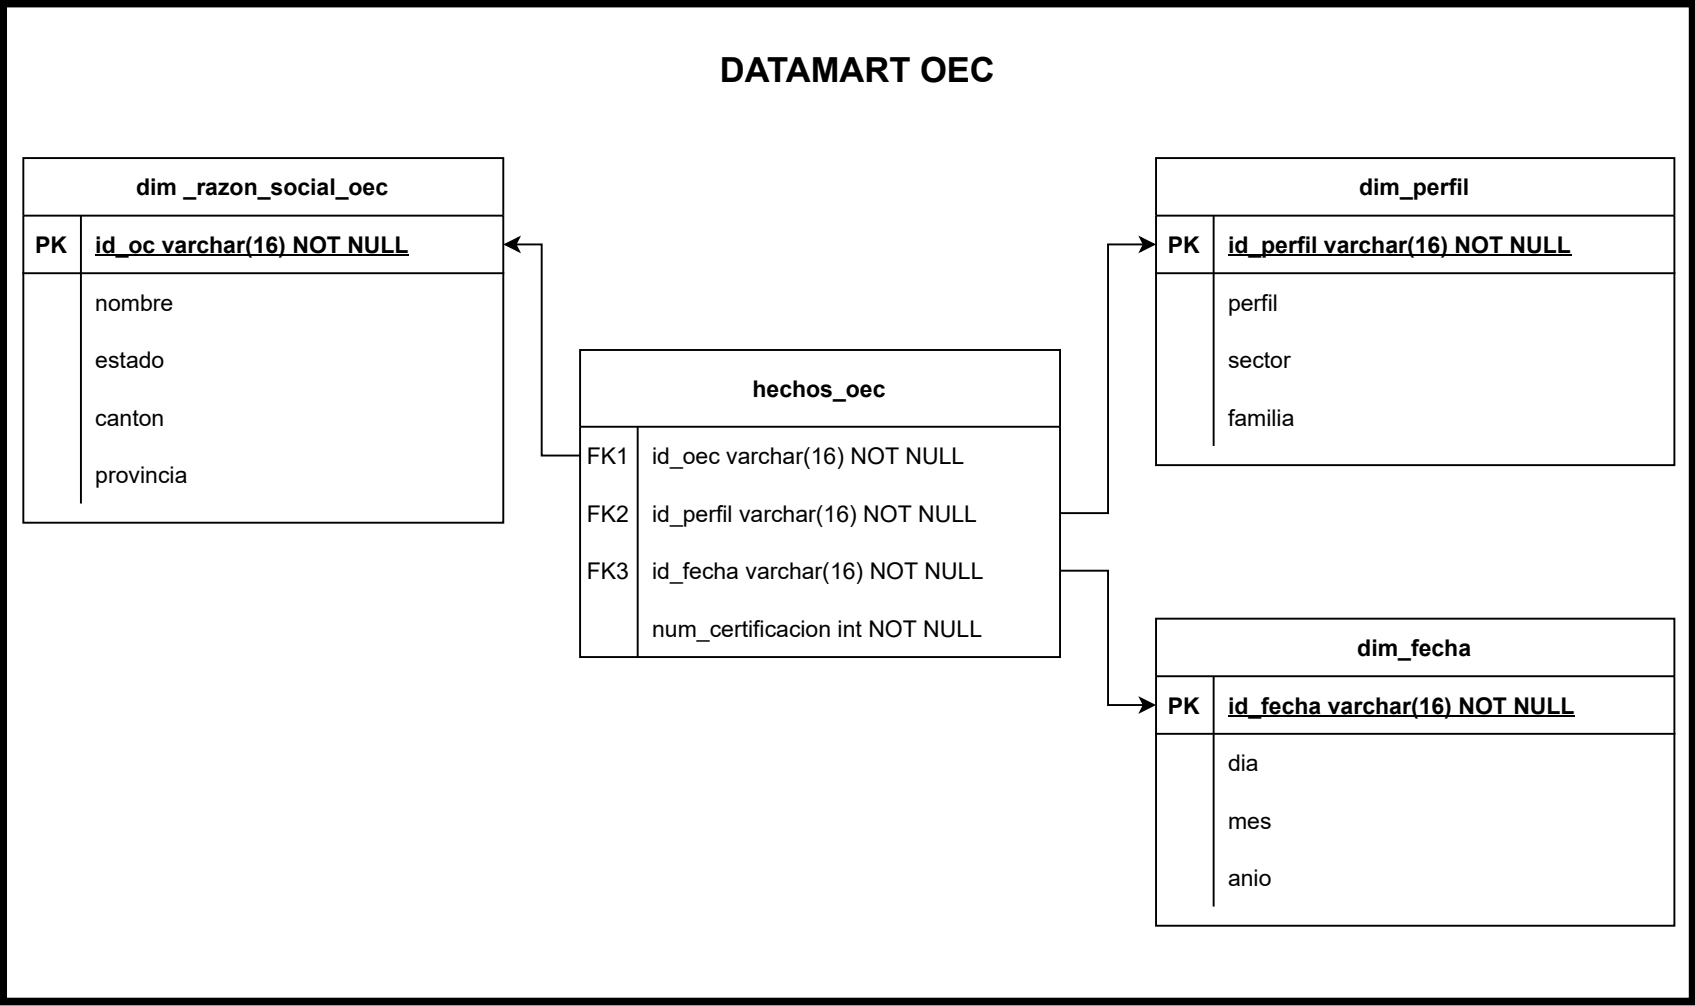 DATAMART OEC
dim _razon_social_oec
PK id_oc varchar(16) NOT NULL
nombre
estado
canton
provincia
hechos_oec
FK1 id_oec varchar(16) NOT NULL
FK2 id_perfil varchar(16) NOT NULL
FK3 id_fecha varchar(16) NOT NULL
num_certificacion int NOT NULL
dim_perfil
PK id_perfil varchar(16) NOT NULL
perfil
sector
familia
dim_fecha
PK id_fecha varchar(16) NOT NULL
dia
mes
anio